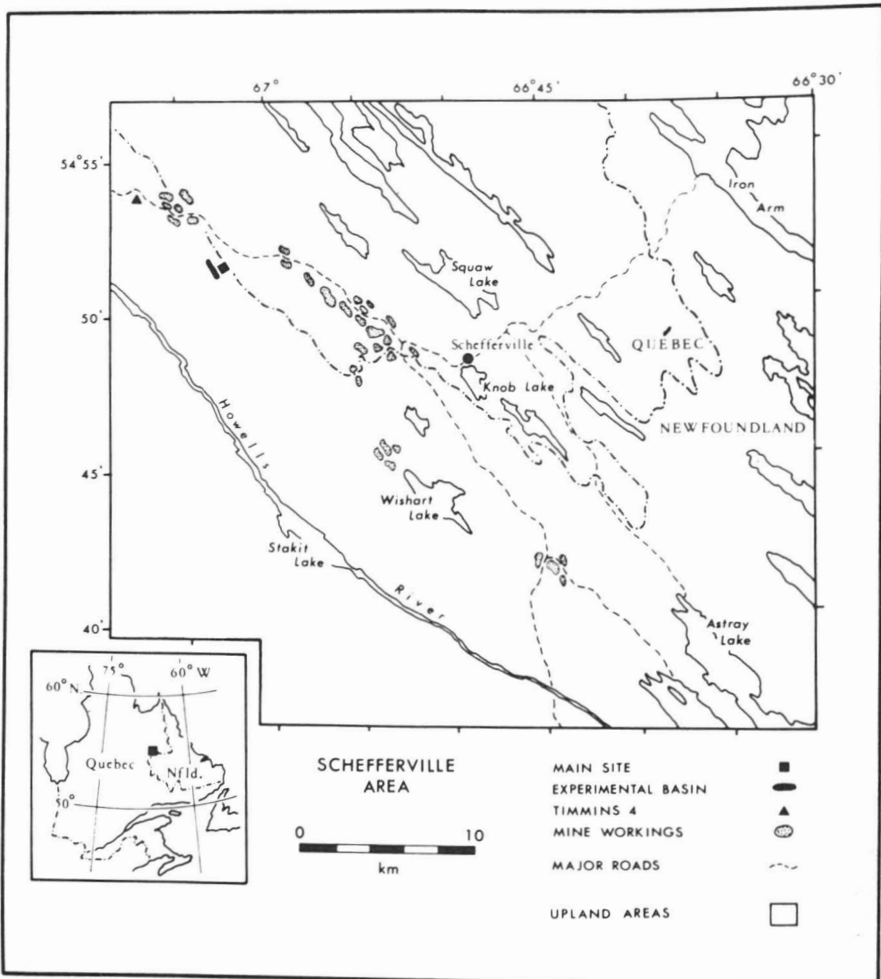 67°
66°45'
66°30'
54°55'
50'
45'
40'
Iron
Arm
Squaw
Lake
Schefferville
QUEBEC
Knob Lake
NEWFOUNDLAND
Howells
River
Wishart
Lake
Stakit
Lake
Astray
Lake
75°
60°W
60°N
Quebec
Nfld.
50°
SCHEFFERVILLE
AREA
0
10
km
MAIN SITE
EXPERIMENTAL BASIN
TIMMINS 4
MINE WORKINGS
MAJOR ROADS
UPLAND AREAS